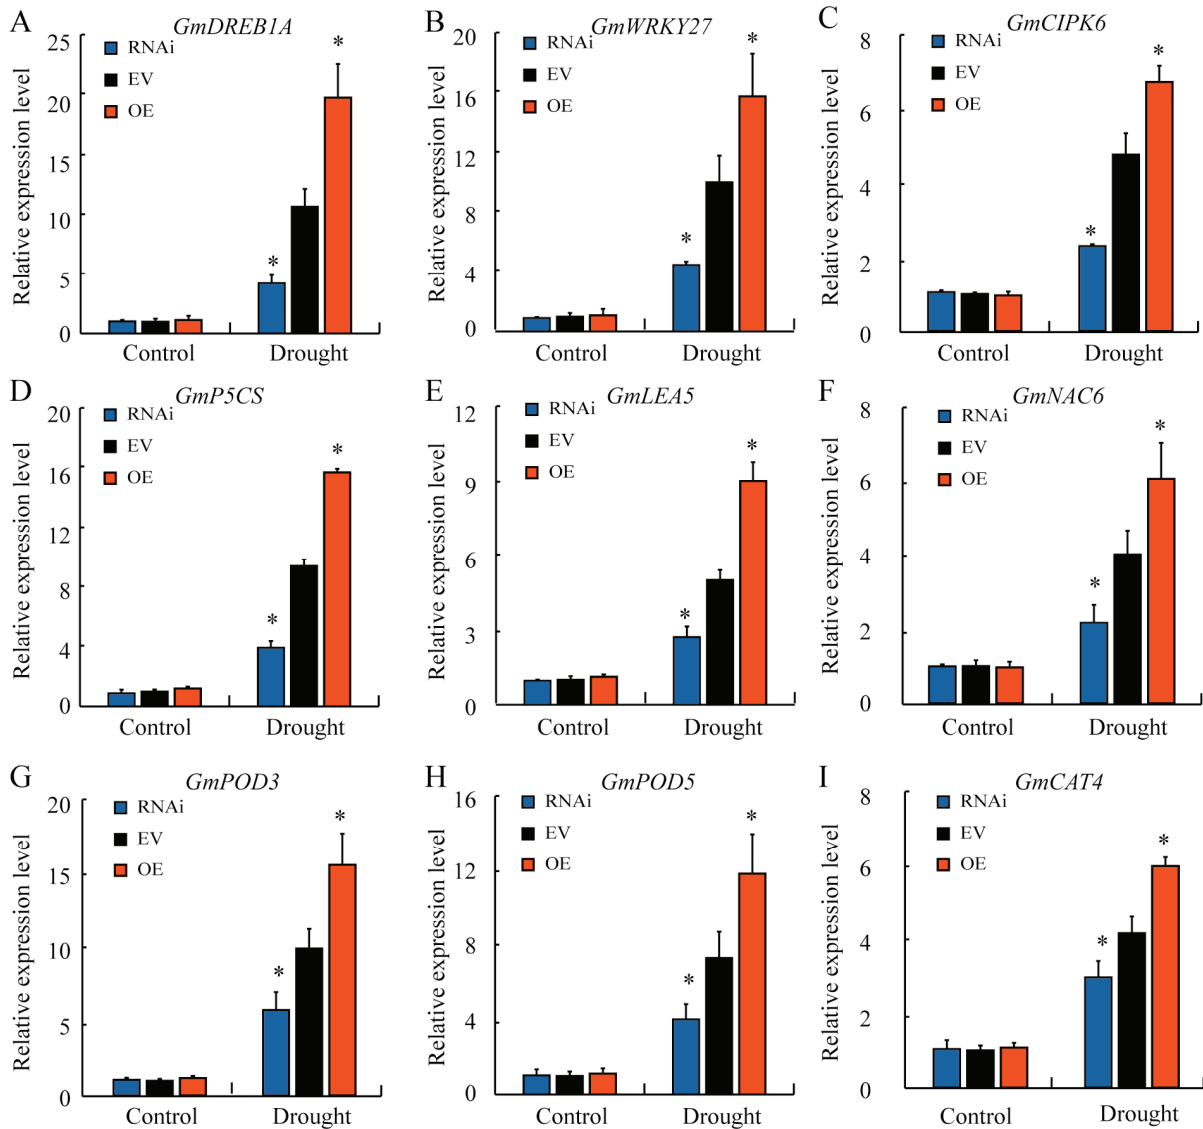 A
GmDREB1A
Relative expression level
25
20
15
10
5
0
RNAi
EV
OE
*
*
Control
Drought
B
GmWRKY27
Relative expression level
20
16
12
8
4
0
RNAi
EV
OE
*
*
Control
Drought
C
GmCIPK6
Relative expression level
8
6
4
2
0
RNAi
EV
OE
*
*
Control
Drought
D
GmP5CS
Relative expression level
20
16
12
8
4
0
RNAi
EV
OE
*
*
Control
Drought
E
GmLEA5
Relative expression level
12
9
6
3
0
RNAi
EV
OE
*
*
Control
Drought
F
GmNAC6
Relative expression level
8
6
4
2
0
RNAi
EV
OE
*
*
Control
Drought
G
GmPOD3
Relative expression level
20
15
10
5
0
RNAi
EV
OE
*
*
Control
Drought
H
GmPOD5
Relative expression level
16
12
8
4
0
RNAi
EV
OE
*
*
Control
Drought
I
GmCAT4
Relative expression level
8
6
4
2
0
RNAi
EV
OE
*
*
Control
Drought